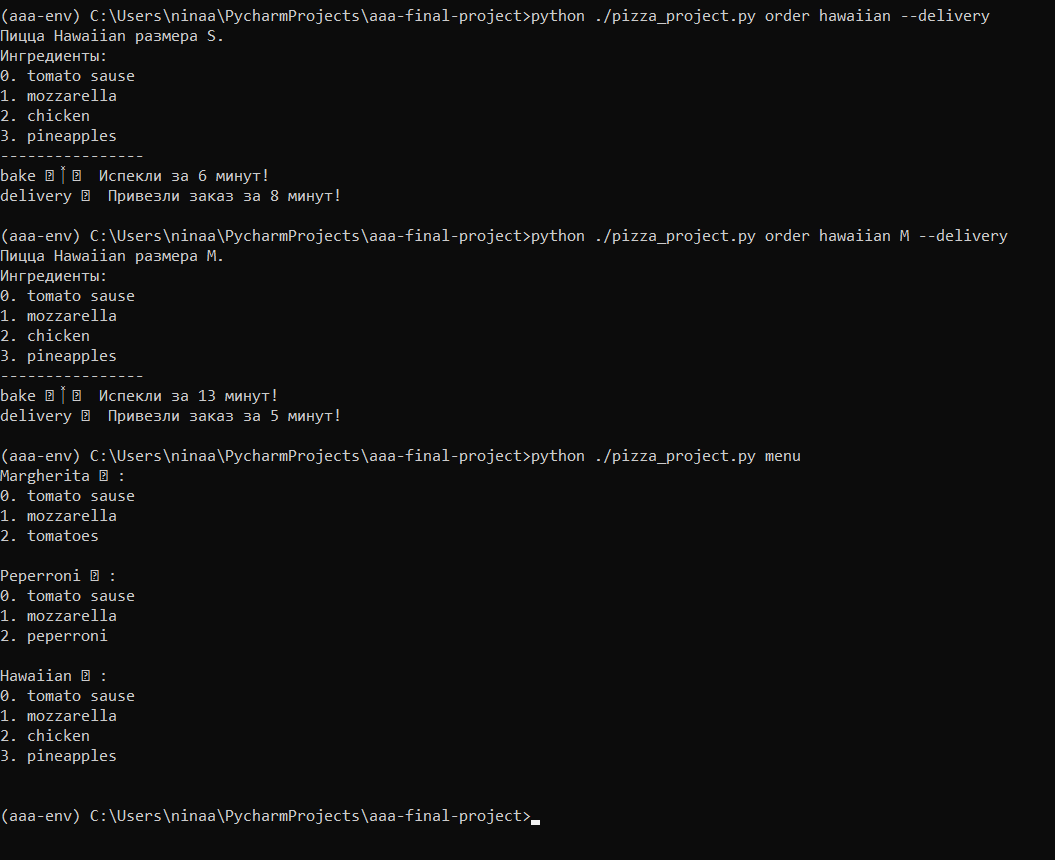 (aaa-env) C:\Users\ninaa\PycharmProjects\aaa-final-project>python ./pizza_project.py order hawaiian --delivery
Пицца Hawaiian размера S.
Ингредиенты:
0. tomato sause
1. mozzarella
2. chicken
3. pineapples
----------------
bake Испекли за 6 минут!
delivery Привезли заказ за 8 минут!
(aaa-env) C:\Users\ninaa\PycharmProjects\aaa-final-project>python ./pizza_project.py order hawaiian M --delivery
Пицца Hawaiian размера M.
Ингредиенты:
0. tomato sause
1. mozzarella
2. chicken
3. pineapples
----------------
bake Испекли за 13 минут!
delivery Привезли заказ за 5 минут!
(aaa-env) C:\Users\ninaa\PycharmProjects\aaa-final-project>python ./pizza_project.py menu
Margherita :
0. tomato sause
1. mozzarella
2. tomatoes
Peperroni :
0. tomato sause
1. mozzarella
2. peperroni
Hawaiian :
0. tomato sause
1. mozzarella
2. chicken
3. pineapples
(aaa-env) C:\Users\ninaa\PycharmProjects\aaa-final-project>